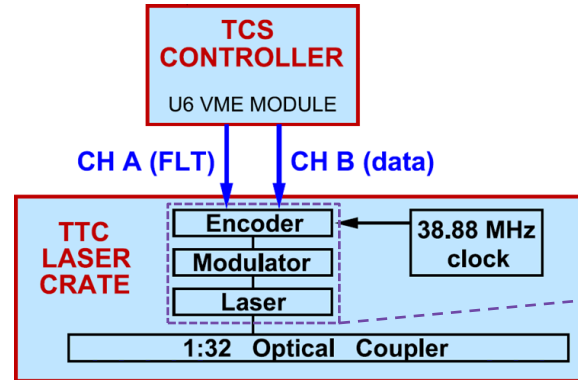 TCS
CONTROLLER
U6 VME MODULE
CH A (FLT)
CH B (data)
TTC
LASER
CRATE
Encoder
Modulator
Laser
38.88 MHz
clock
1:32 Optical Coupler